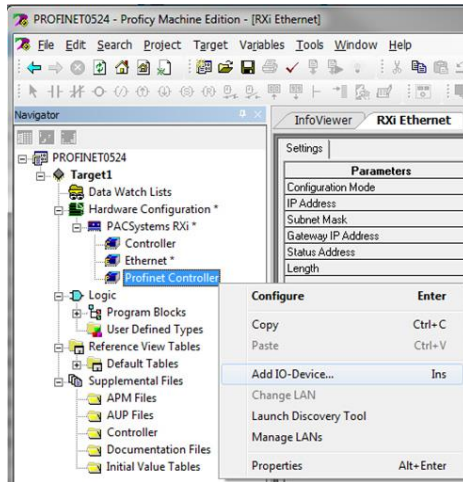 PROFINET0524 - Proficy Machine Edition - [RXi Ethernet]
File Edit Search Project Target Variables Tools Window Help
Navigator
InfoViewer RXi Ethernet
Settings
Parameters
Configuration Mode
IP Address
Subnet Mask
Gateway IP Address
Status Address
Length
PROFINET0524
Target1
Data Watch Lists
Hardware Configuration *
PACSystems RXi *
Controller
Ethernet *
Profinet Controller
Logic
Program Blocks
User Defined Types
Reference View Tables
Default Tables
Supplemental Files
APM Files
AUP Files
Controller
Documentation Files
Initial Value Tables
Configure Enter
Copy Ctrl+C
Paste Ctrl+V
Add IO-Device... Ins
Change LAN
Launch Discovery Tool
Manage LANs
Properties Alt+Enter